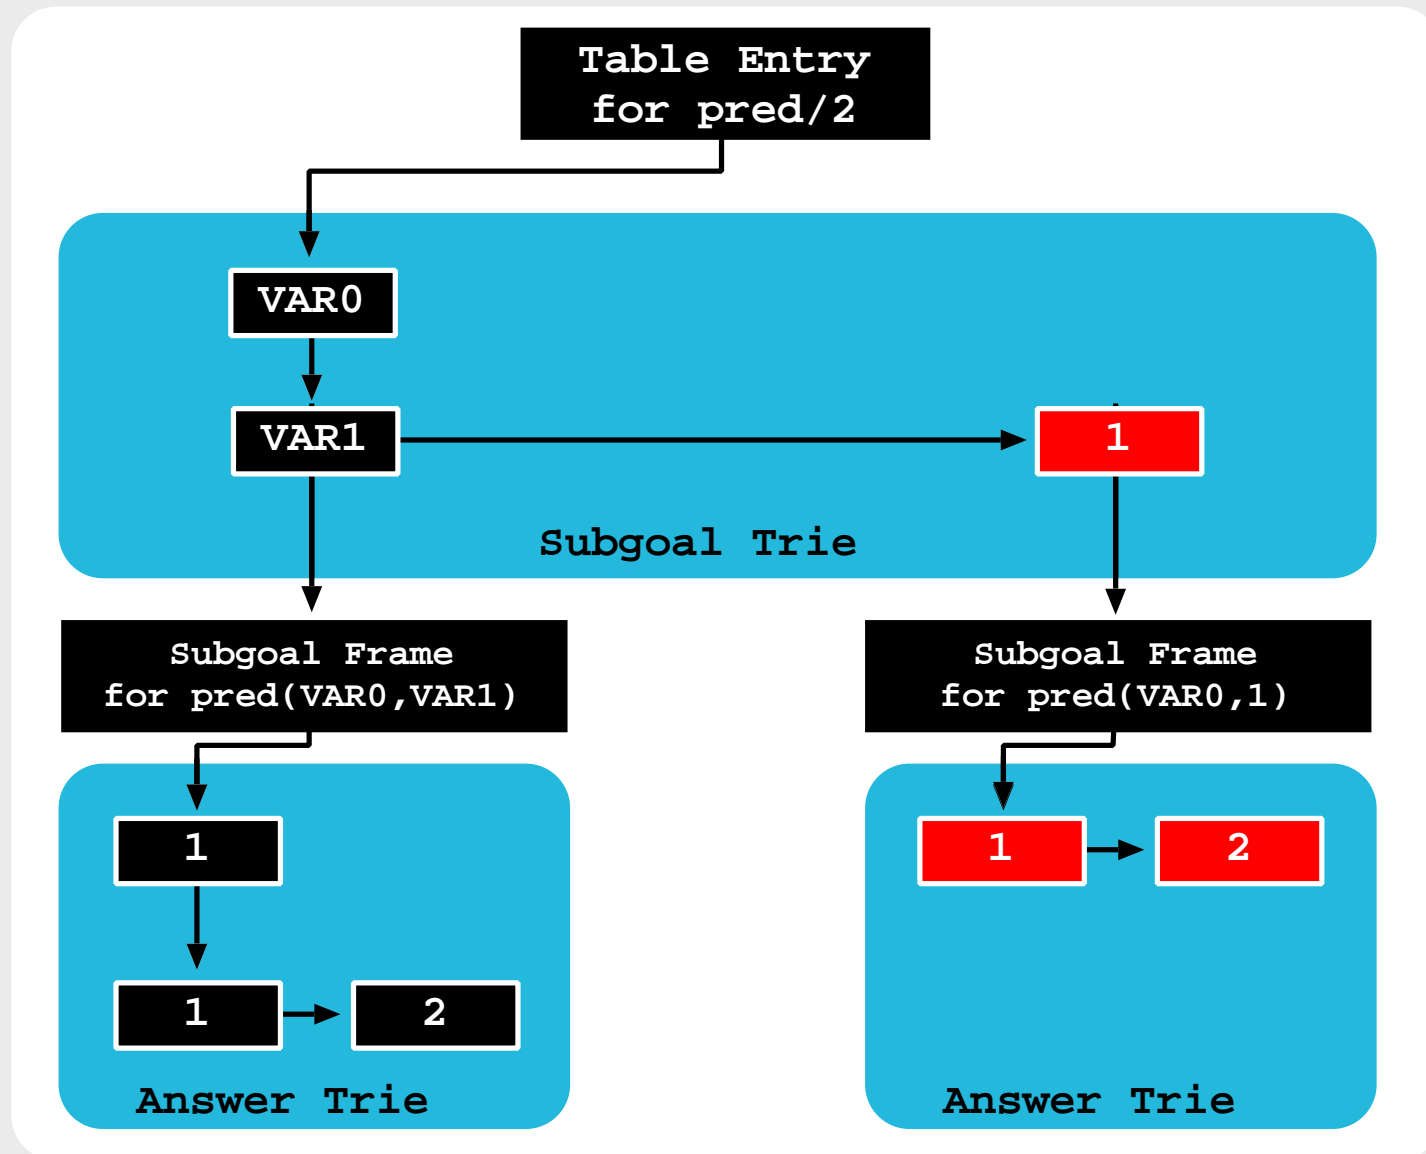 Table Entry
for pred/2
VAR0
VAR1
1
Subgoal Trie
Subgoal Frame
for pred(VAR0,VAR1)
Subgoal Frame
for pred(VAR0,1)
1
1
2
Answer Trie
1
2
Answer Trie